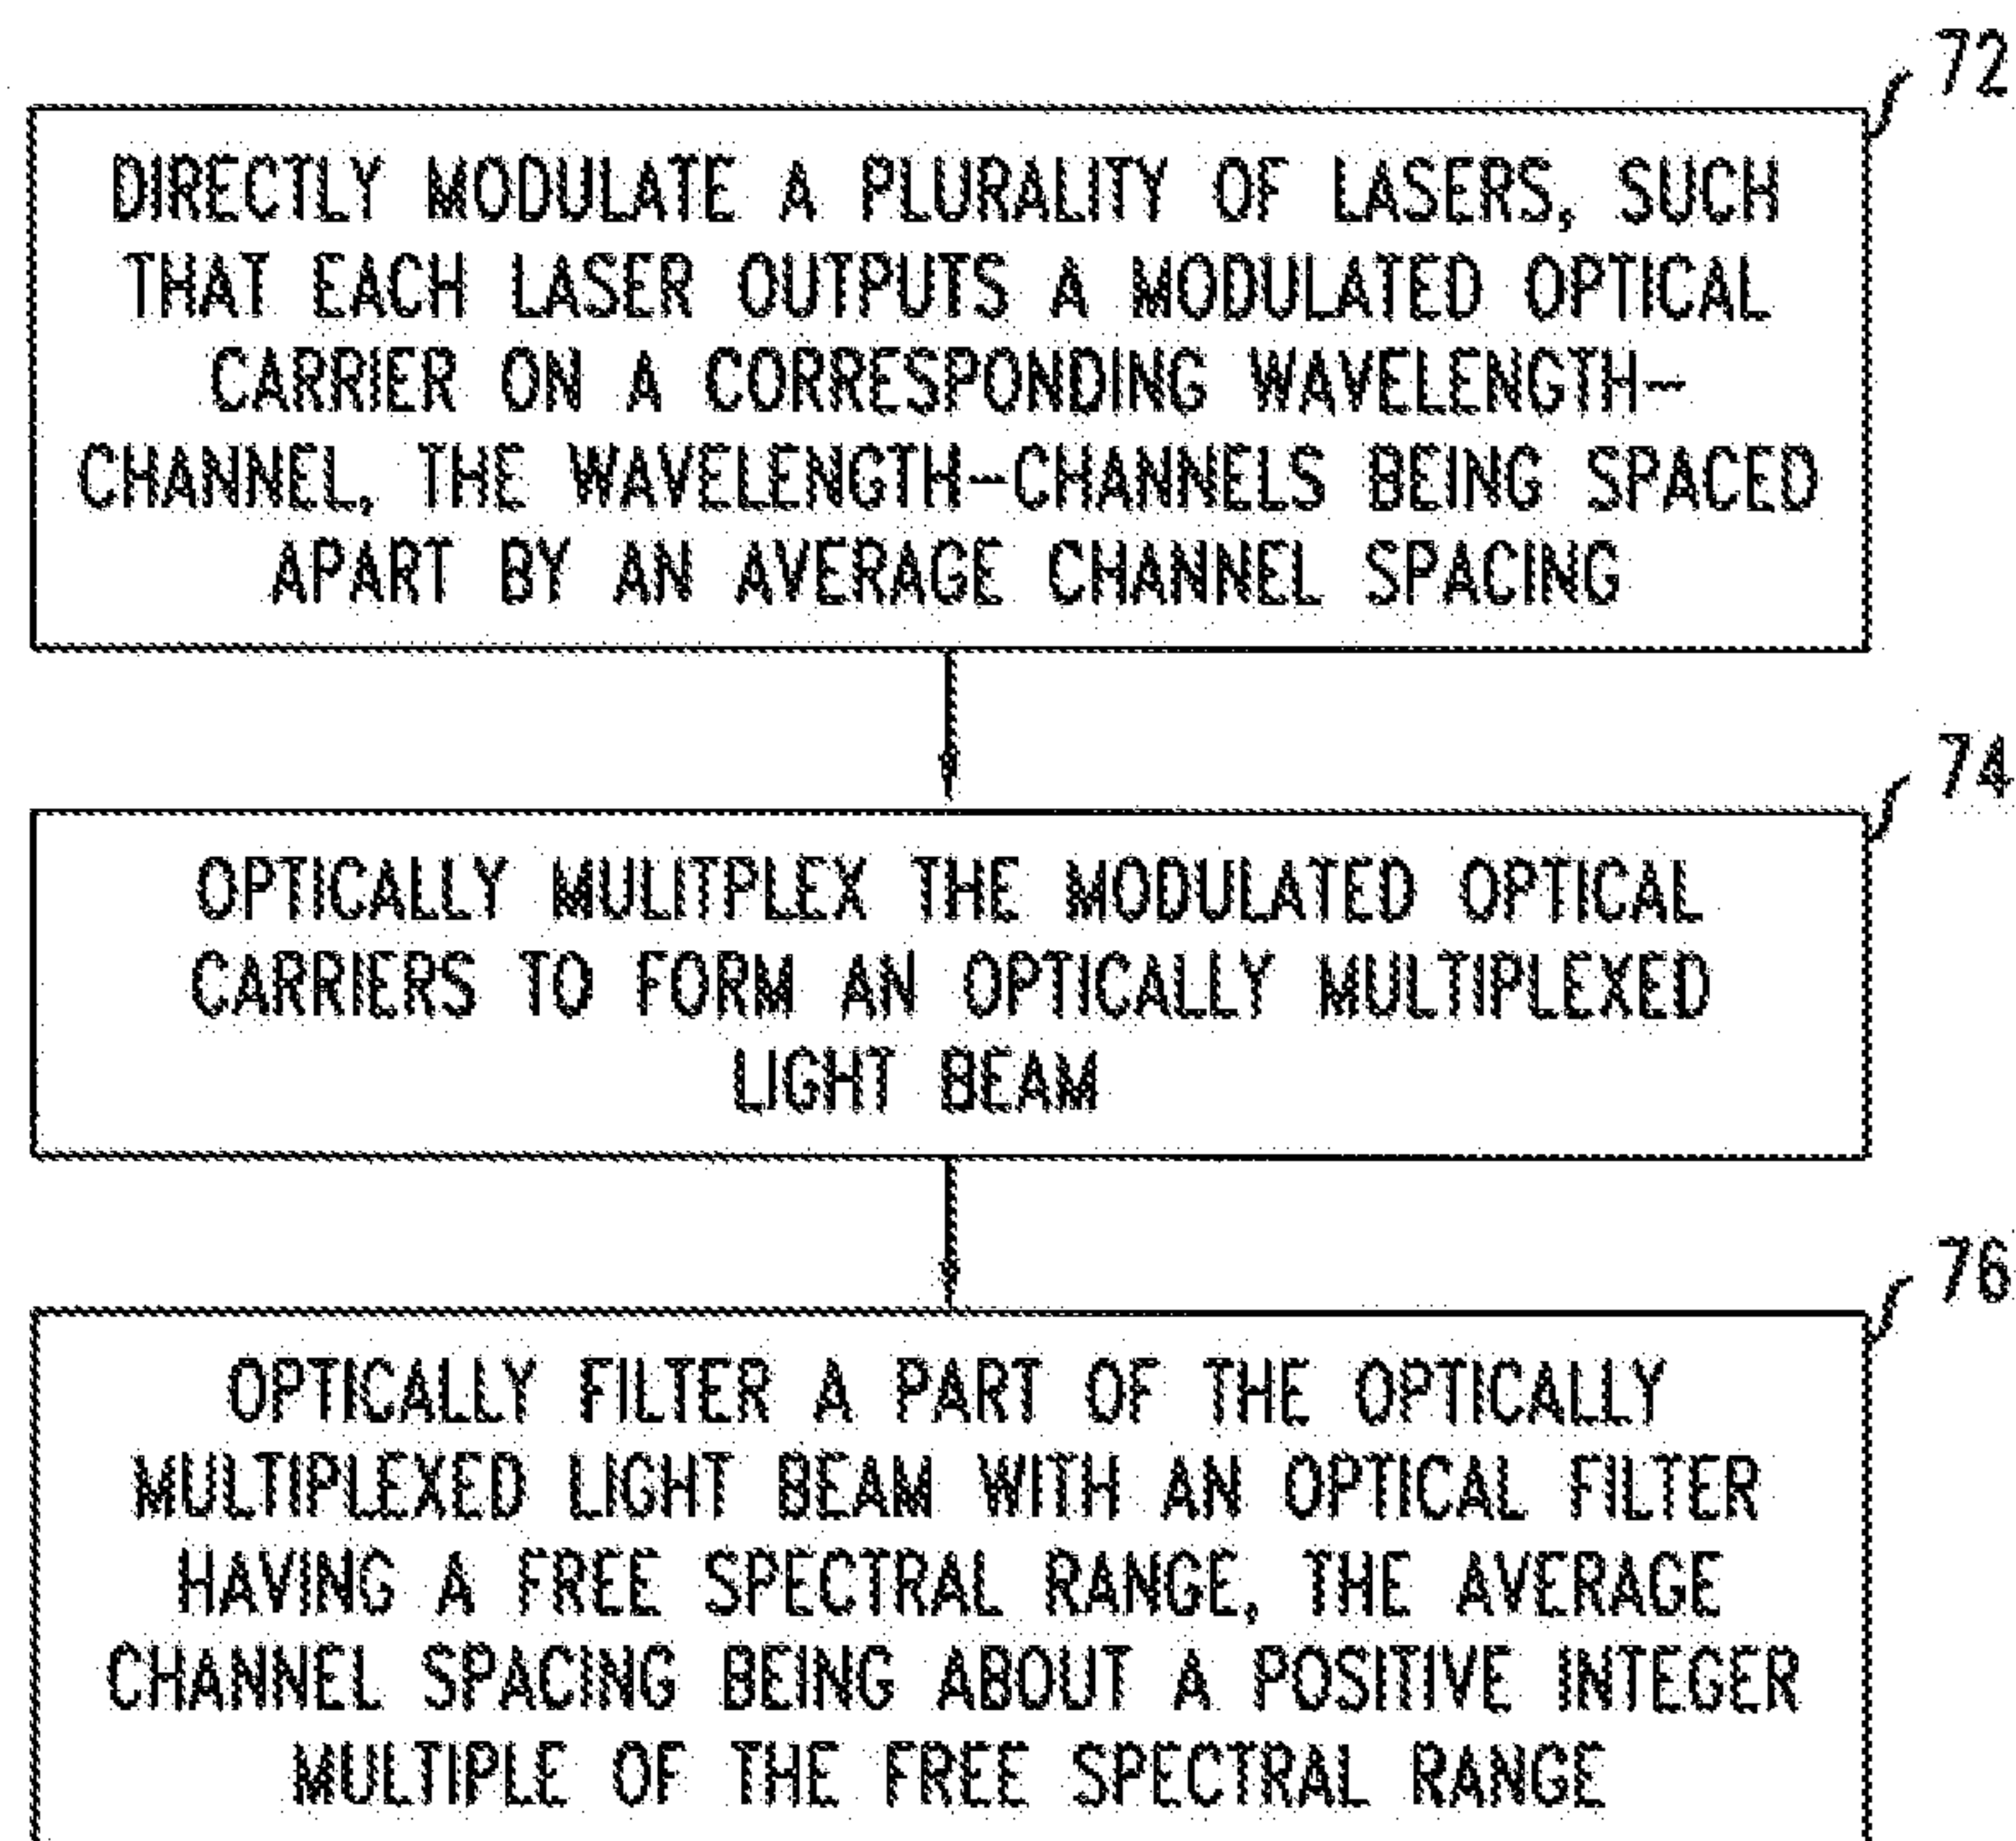 72
DIRECTLY MODULATE A PLURALITY OF LASERS, SUCH
THAT EACH LASER OUTPUTS A MODULATED OPTICAL
CARRIER ON A CORRESPONDING WAVELENGTH-
CHANNEL, THE WAVELENGTH-CHANNELS BEING SPACED
APART BY AN AVERAGE CHANNEL SPACING
74
OPTICALLY MULITPLEX THE MODULATED OPTICAL
CARRIERS TO FORM AN OPTICALLY MULTIPLEXED
LIGHT BEAM
76
OPTICALLY FILTER A PART OF THE OPTICALLY
MULTIPLEXED LIGHT BEAM WITH AN OPTICAL FILTER
HAVING A FREE SPECTRAL RANGE, THE AVERAGE
CHANNEL SPACING BEING ABOUT A POSITIVE INTEGER
MULTIPLE OF THE FREE SPECTRAL RANGE